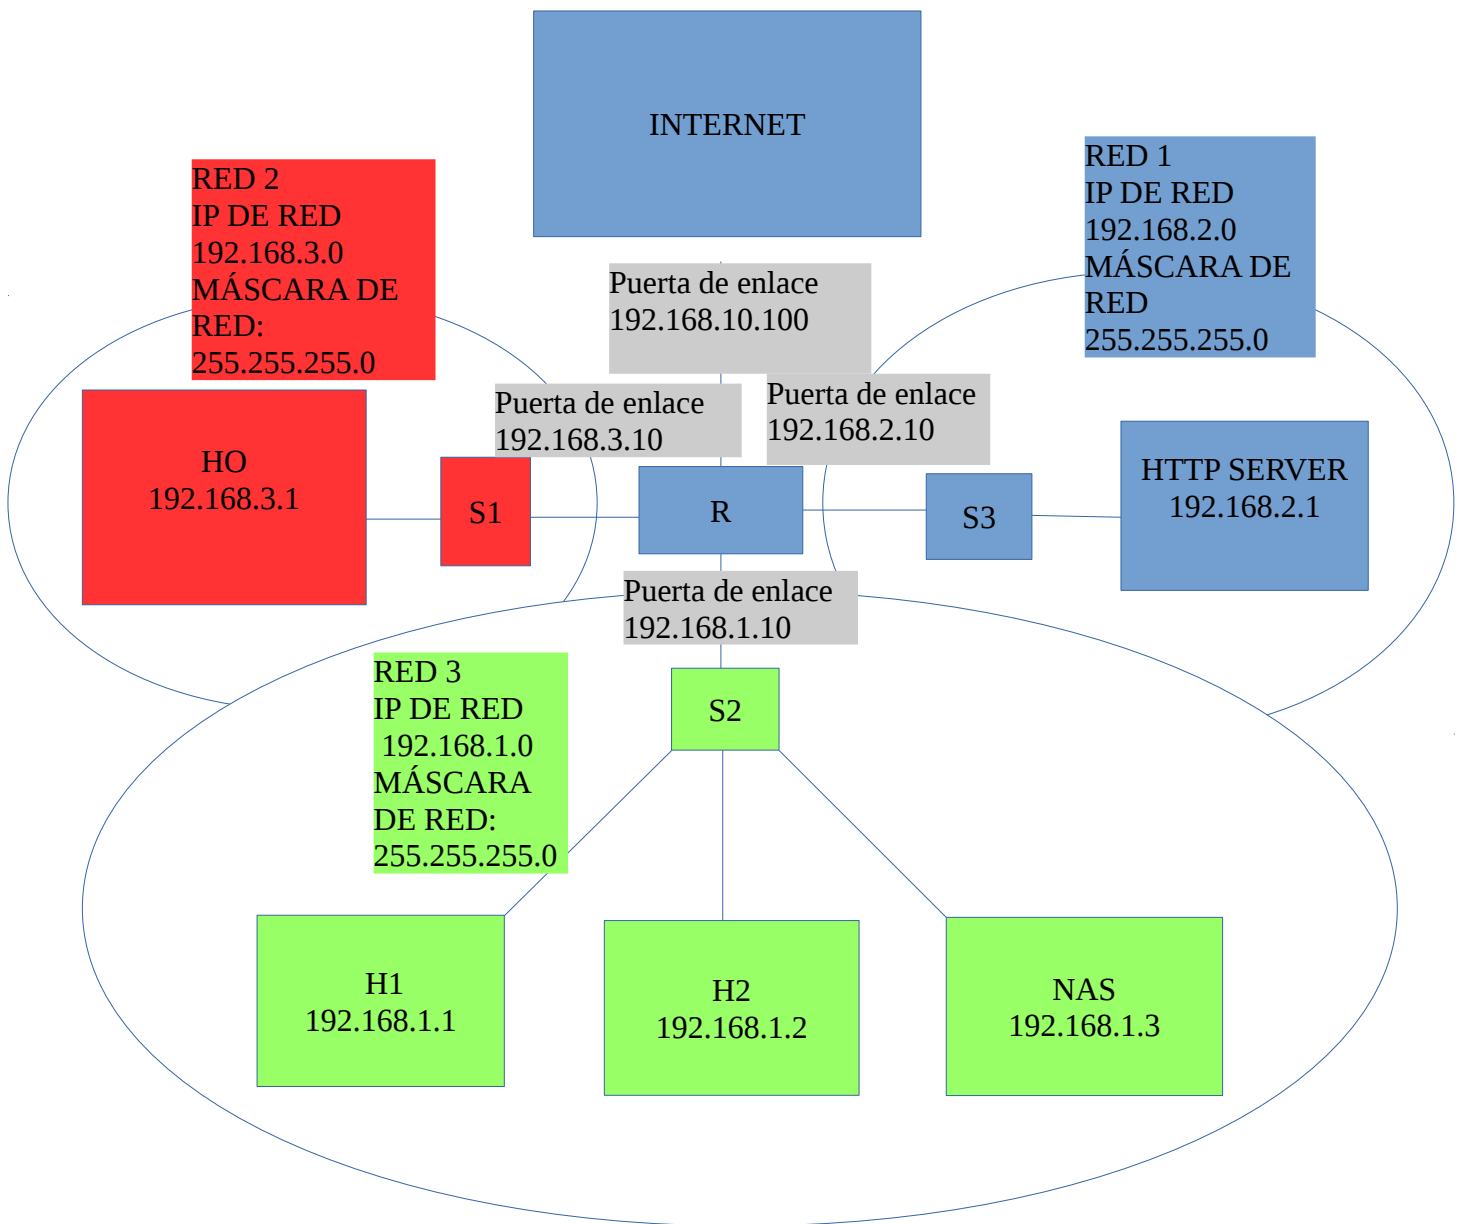 INTERNET
RED 2
IP DE RED
192.168.3.0
MÁSCARA DE
RED:
255.255.255.0
RED 1
IP DE RED
192.168.2.0
MÁSCARA DE
RED
255.255.255.0
Puerta de enlace
192.168.10.100
Puerta de enlace
192.168.3.10
Puerta de enlace
192.168.2.10
HO
192.168.3.1
S1
R
S3
HTTP SERVER
192.168.2.1
Puerta de enlace
192.168.1.10
RED 3
IP DE RED
192.168.1.0
MÁSCARA
DE RED:
255.255.255.0
S2
H1
192.168.1.1
H2
192.168.1.2
NAS
192.168.1.3